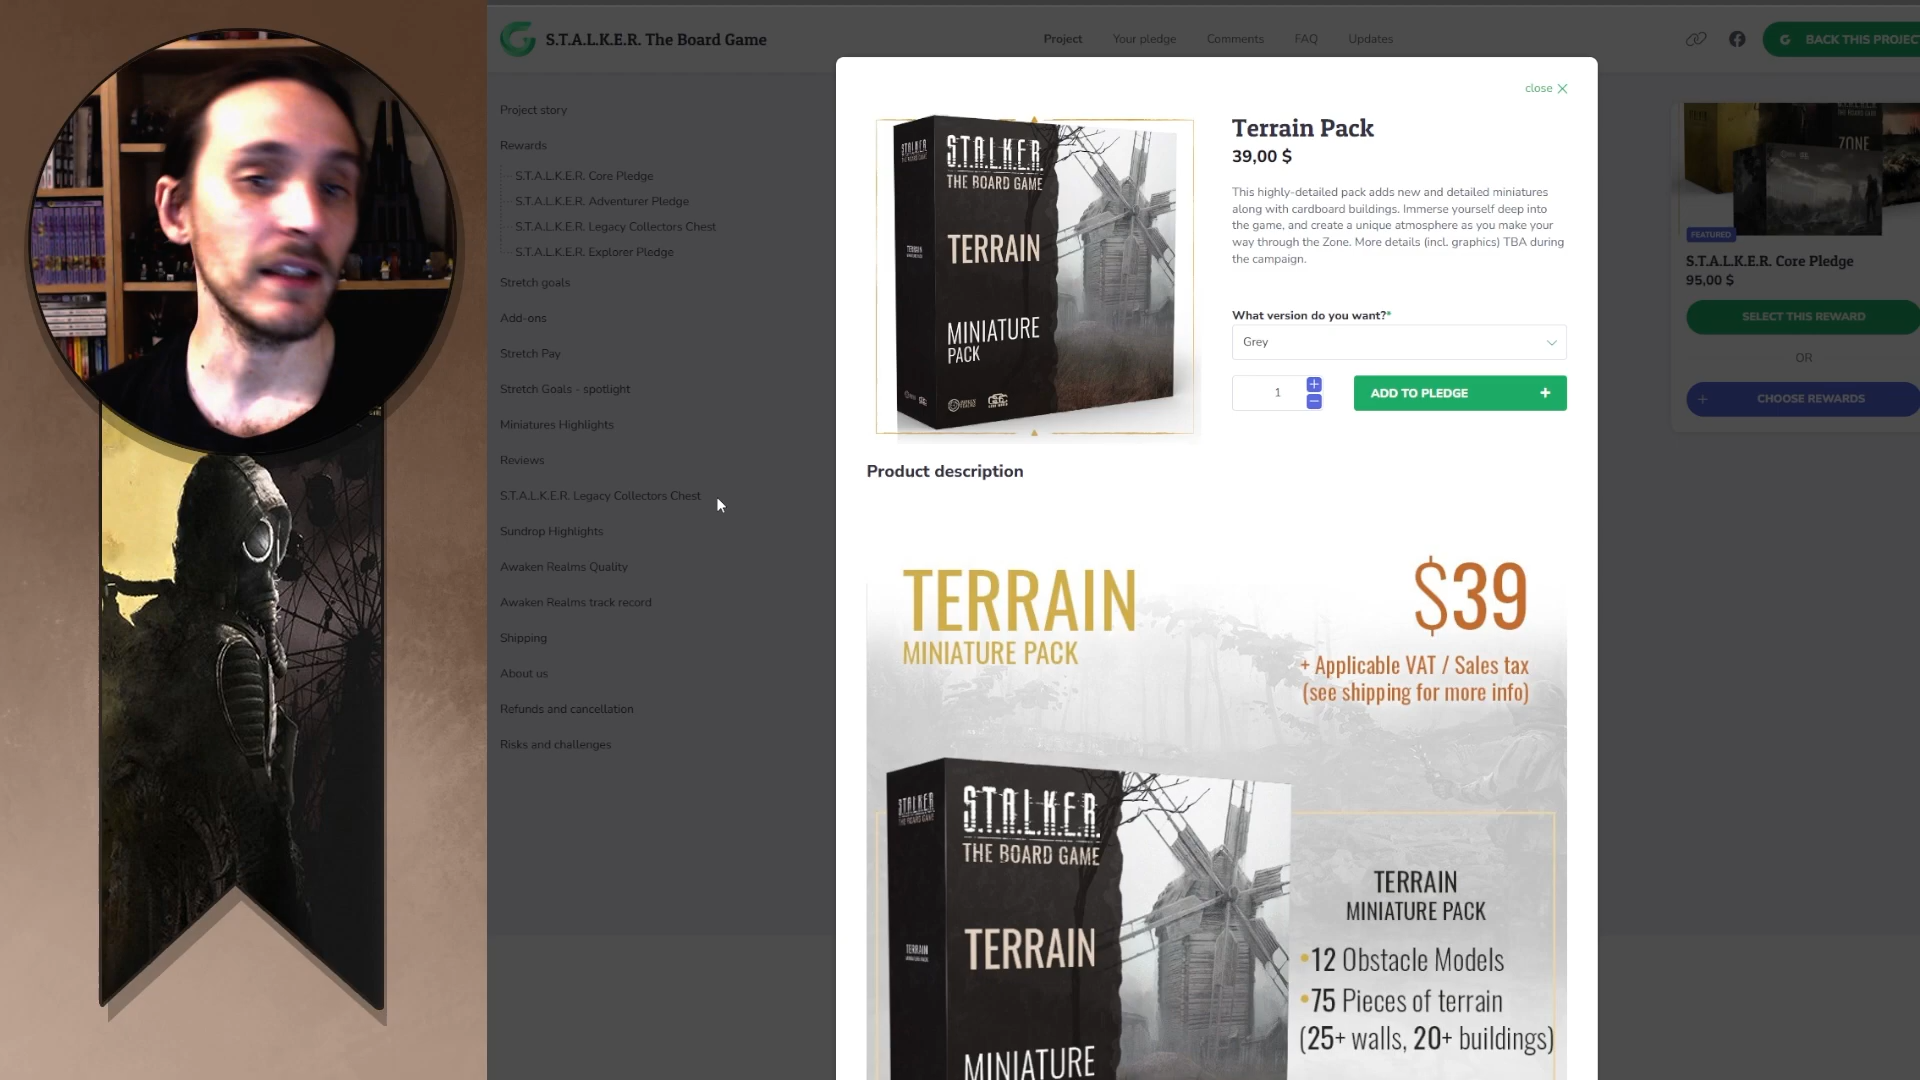 S.T.A.L.K.E.R. The Board Game
Project
Your pledge
Comments
FAQ
Updates
BACK THIS PROJECT
Project story
Rewards
S.T.A.L.K.E.R. Core Pledge
S.T.A.L.K.E.R. Adventurer Pledge
S.T.A.L.K.E.R. Legacy Collectors Chest
S.T.A.L.K.E.R. Explorer Pledge
Stretch goals
Add-ons
Stretch Pay
Stretch Goals - spotlight
Miniatures Highlights
Reviews
S.T.A.L.K.E.R. Legacy Collectors Chest
Sundrop Highlights
Awaken Realms Quality
Awaken Realms track record
Shipping
About us
Refunds and cancellation
Risks and challenges
close
S.T.A.L.K.E.R.
THE BOARD GAME
TERRAIN
MINIATURE
PACK
Terrain Pack
39,00 $
This highly-detailed pack adds new and detailed miniatures
along with cardboard buildings. Immerse yourself deep into
the game, and create a unique atmosphere as you make your
way through the Zone. More details (incl. graphics) TBA during
the campaign.
What version do you want?*
Grey
1
ADD TO PLEDGE
Product description
TERRAIN
MINIATURE PACK
$39
+ Applicable VAT / Sales tax
(see shipping for more info)
S.T.A.L.K.E.R.
THE BOARD GAME
TERRAIN
MINIATURE
TERRAIN
MINIATURE PACK
•12 Obstacle Models
•75 Pieces of terrain
(25+ walls, 20+ buildings)
ZONE
FEATURED
S.T.A.L.K.E.R. Core Pledge
95,00 $
SELECT THIS REWARD
OR
CHOOSE REWARDS